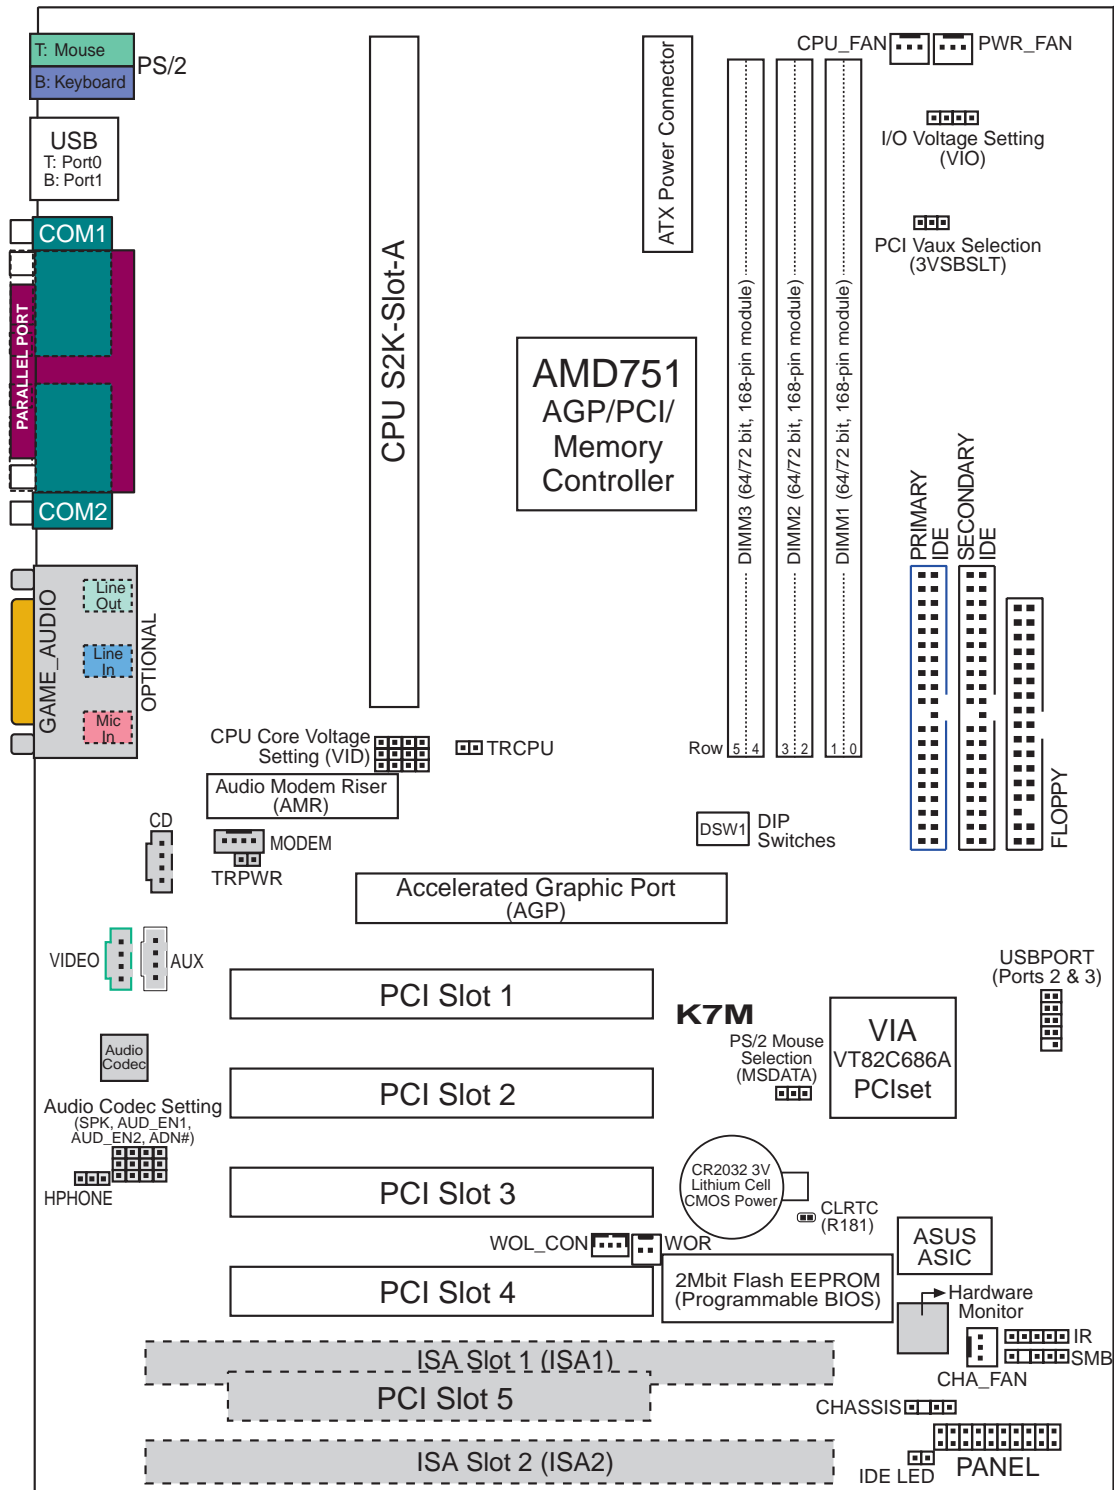 T: Mouse
B: Keyboard
PS/2
USB
T: Port0
B: Port1
COM1
PARALLEL PORT
COM2
GAME_AUDIO
Line
Out
Line
In
Mic
In
OPTIONAL
CPU S2K-Slot-A
ATX Power Connector
CPU_FAN
PWR_FAN
I/O Voltage Setting
(VIO)
PCI Vaux Selection
(3VSBSLT)
AMD751
AGP/PCI/
Memory
Controller
DIMM3 (64/72 bit, 168-pin module)
DIMM2 (64/72 bit, 168-pin module)
DIMM1 (64/72 bit, 168-pin module)
PRIMARY
IDE
SECONDARY
IDE
FLOPPY
CPU Core Voltage
Setting (VID)
TRCPU
Row 5 4 3 2 1 0
Audio Modem Riser
(AMR)
CD
MODEM
TRPWR
DSW1
DIP
Switches
Accelerated Graphic Port
(AGP)
VIDEO
AUX
USBPORT
(Ports 2 & 3)
PCI Slot 1
K7M
PS/2 Mouse
Selection
(MSDATA)
VIA
VT82C686A
PCIset
Audio
Codec
PCI Slot 2
Audio Codec Setting
(SPK, AUD_EN1,
AUD_EN2, ADN#)
HPHONE
PCI Slot 3
CR2032 3V
Lithium Cell
CMOS Power
CLRTC
(R181)
WOL_CON
WOR
ASUS
ASIC
PCI Slot 4
2Mbit Flash EEPROM
(Programmable BIOS)
Hardware
Monitor
IR
SMB
CHA_FAN
ISA Slot 1 (ISA1)
PCI Slot 5
CHASSIS
ISA Slot 2 (ISA2)
IDE LED
PANEL